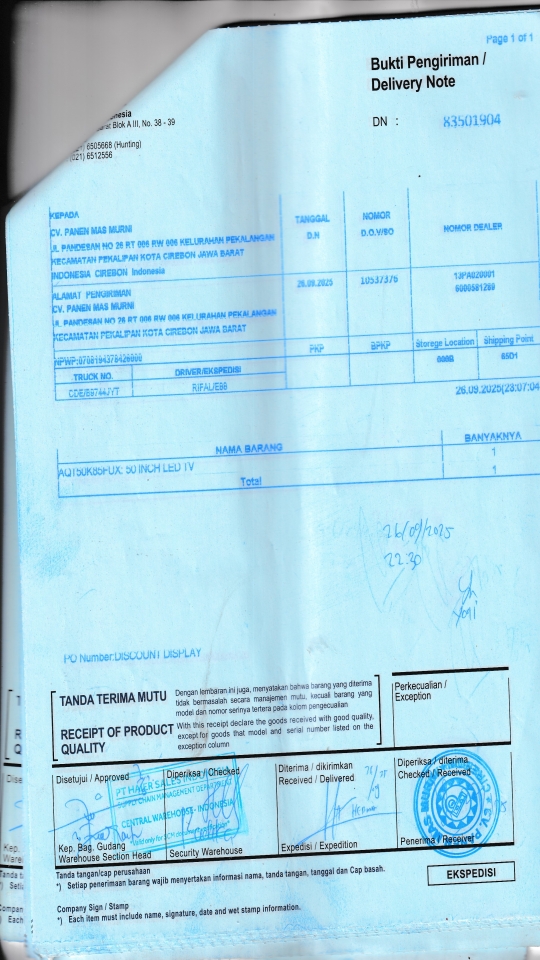 Page 1 of 1
Bukti Pengiriman /
Delivery Note
DN : 83501904
Blok A III, No. 38 - 39
6505668 (Hunting)
(021) 6512556
KEPADA
CV. PANEN MAS MURNI
JL PANDESAN NO 26 RT 006 RW 006 KELURAHAN PEKALANGAN
KECAMATAN PEKALIPAN KOTA CIREBON JAWA BARAT
INDONESIA CIREBON Indonesia
TANGGAL
D.N
NOMOR
D.O.V/SO
NOMOR DEALER
ALAMAT PENGIRIMAN
CV. PANEN MAS MURNI
JL PANDESAN NO 26 RT 006 RW 006 KELURAHAN PEKALANGAN
KECAMATAN PEKALIPAN KOTA CIREBON JAWA BARAT
26.09.2025
10537376
13PA020001
6000581289
PKP
BPKP
Storege Location
Shipping Point
000B
6SO1
TRUCK NO.
DRIVER/EKSPEDISI
RIFAL/E88
26.09.2025(23:07:04
NAMA BARANG
BANYAKNYA
AQT50K85FUX: 50 INCH LED TV
1
Total
1
26/09/2025
22.30
Yogi
PO Number:DISCOUNT DISPLAY
TANDA TERIMA MUTU
Dengan lembaran ini juga, menyatakan bahwa barang yang diterima
tidak bermasalah secara manajemen mutu, kecuali barang yang
model dan nomor serinya tertera pada kolom pengecualian
RECEIPT OF PRODUCT
QUALITY
With this receipt declare the goods received with good quality,
except for goods that model and serial number listed on the
exception column
Perkecualian /
Exception
Disetujui / Approved
Diperiksa / Checked
Diterima / dikirimkan
Received / Delivered
Diperiksa / diterima
Checked / Received
PT HAIER SALES
SUPPLY CHAIN MANAGEMENT DEPARTMENT
CENTRAL WAREHOUSE- INDONESIA
HERMAN
Kep. Bag. Gudang
Warehouse Section Head
Security Warehouse
Expedisi / Expedition
Penerima / Receiver
Tanda tangan/cap perusahaan
*) Setiap penerimaan barang wajib menyertakan informasi nama, tanda tangan, tanggal dan Cap basah.
EKSPEDISI
Company Sign / Stamp
*) Each item must include name, signature, date and wet stamp information.